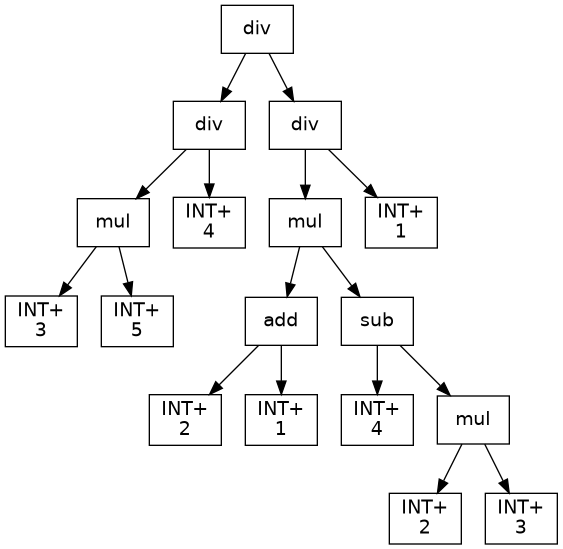 div
div
div
mul
INT+
4
mul
INT+
1
INT+
3
INT+
5
add
sub
INT+
2
INT+
1
INT+
4
mul
INT+
2
INT+
3